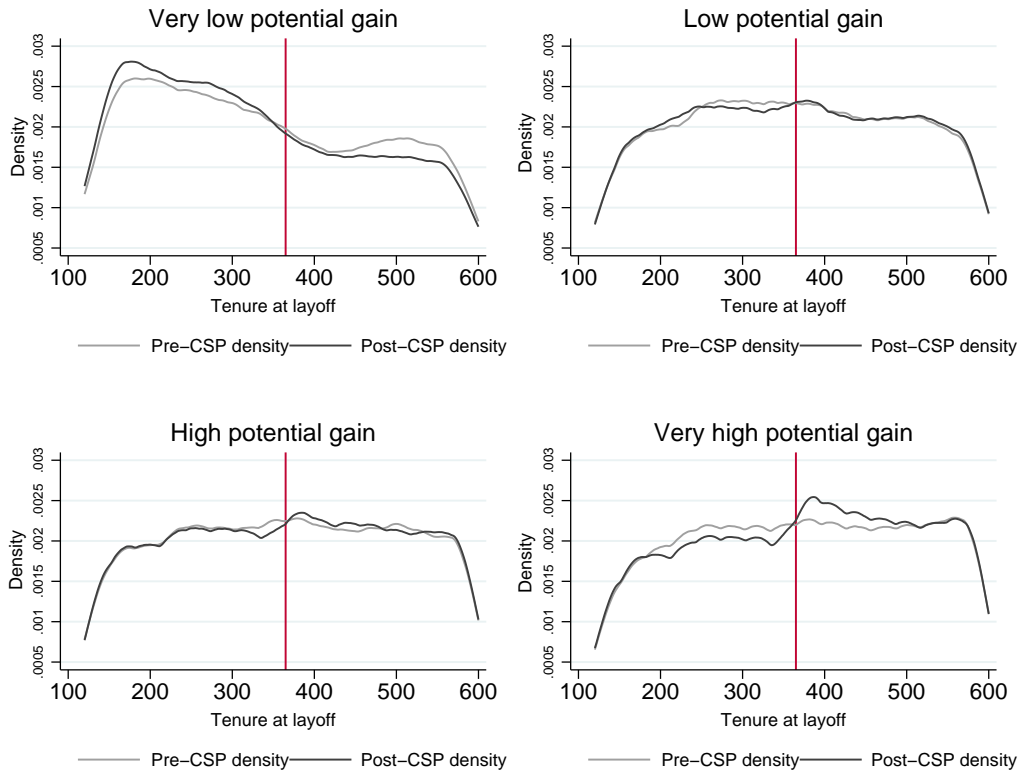 Very low potential gain
Density
.0005 .001 .0015 .002 .0025 .003
100 200 300 400 500 600
Tenure at layoff
Pre−CSP density Post−CSP density
Low potential gain
Density
.0005 .001 .0015 .002 .0025 .003
100 200 300 400 500 600
Tenure at layoff
Pre−CSP density Post−CSP density
High potential gain
Density
.0005 .001 .0015 .002 .0025 .003
100 200 300 400 500 600
Tenure at layoff
Pre−CSP density Post−CSP density
Very high potential gain
Density
.0005 .001 .0015 .002 .0025 .003
100 200 300 400 500 600
Tenure at layoff
Pre−CSP density Post−CSP density